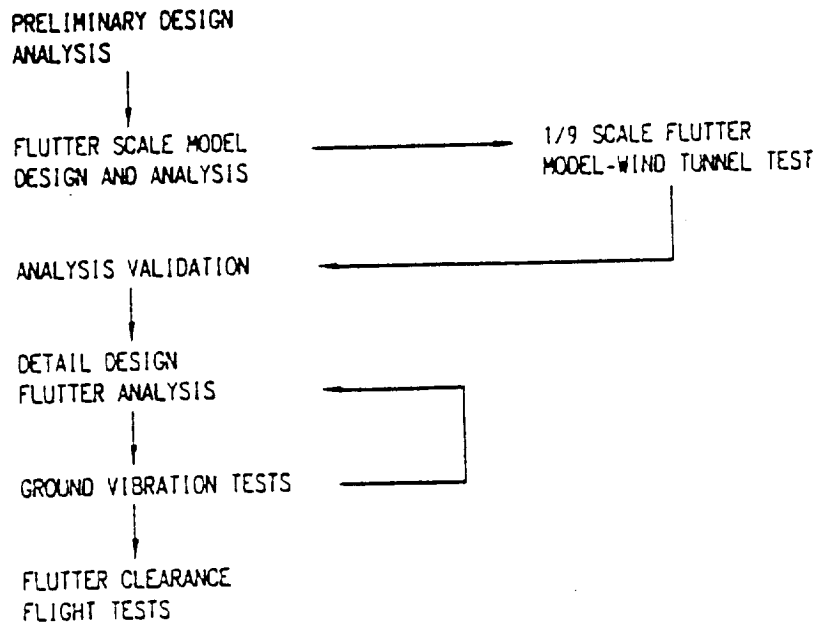 PRELIMINARY DESIGN
ANALYSIS
FLUTTER SCALE MODEL
DESIGN AND ANALYSIS
1/9 SCALE FLUTTER
MODEL-WIND TUNNEL TEST
ANALYSIS VALIDATION
DETAIL DESIGN
FLUTTER ANALYSIS
GROUND VIBRATION TESTS
FLUTTER CLEARANCE
FLIGHT TESTS